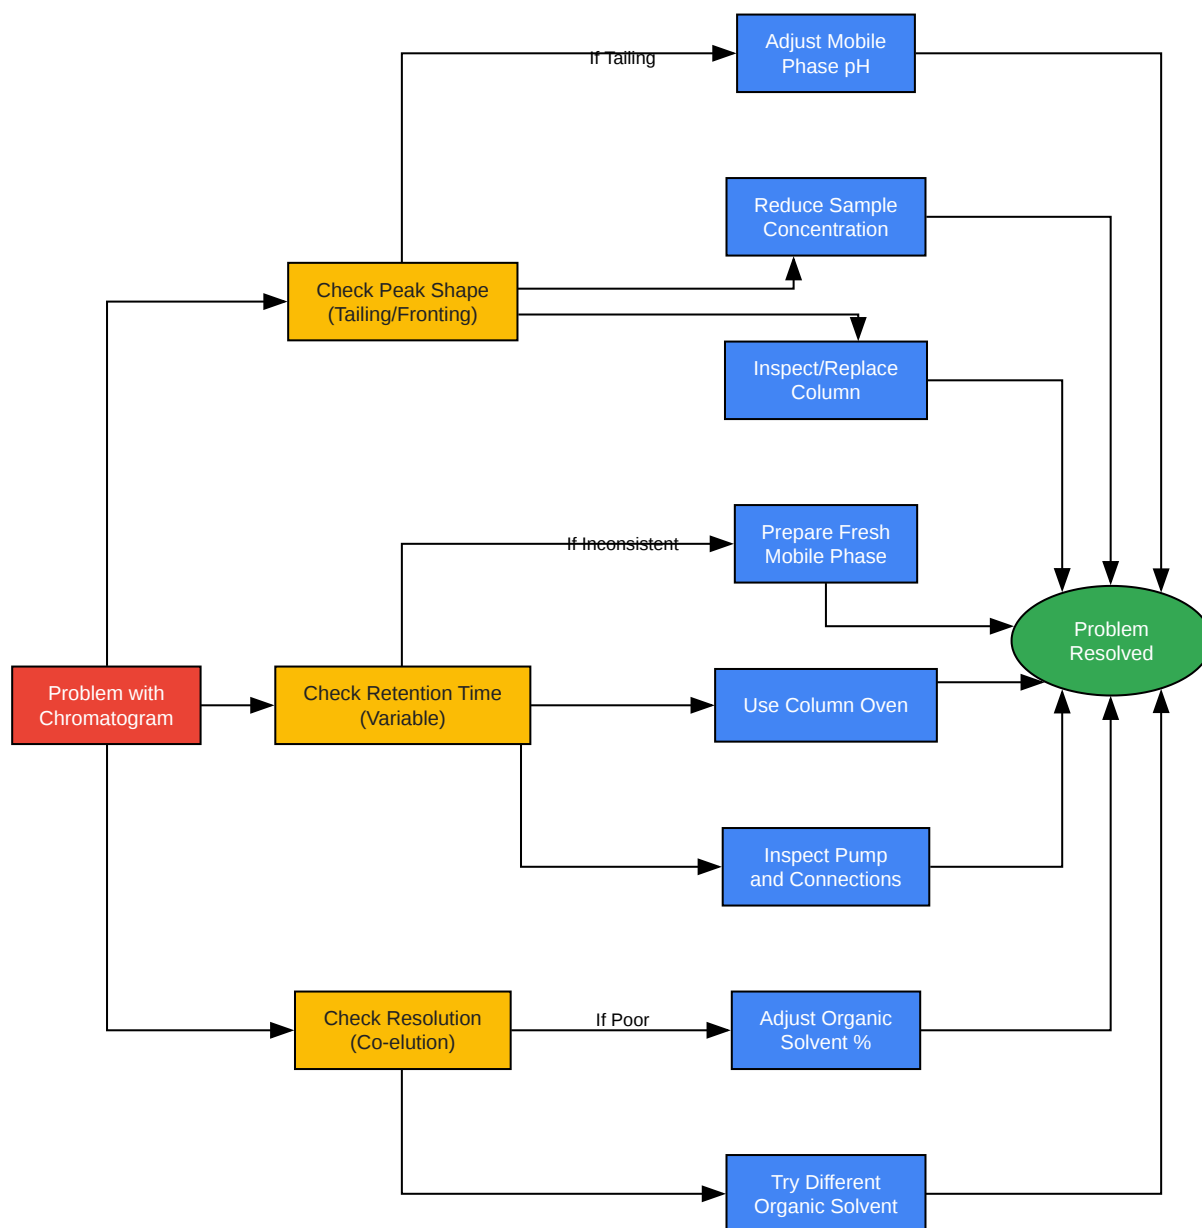 Adjust Mobile
Phase pH
If Tailing
Reduce Sample
Concentration
Check Peak Shape
(Tailing/Fronting)
Inspect/Replace
Column
Prepare Fresh
Mobile Phase
If Inconsistent
Problem
Resolved
Problem with
Chromatogram
Check Retention Time
(Variable)
Use Column Oven
Inspect Pump
and Connections
Check Resolution
(Co-elution)
If Poor
Adjust Organic
Solvent %
Try Different
Organic Solvent